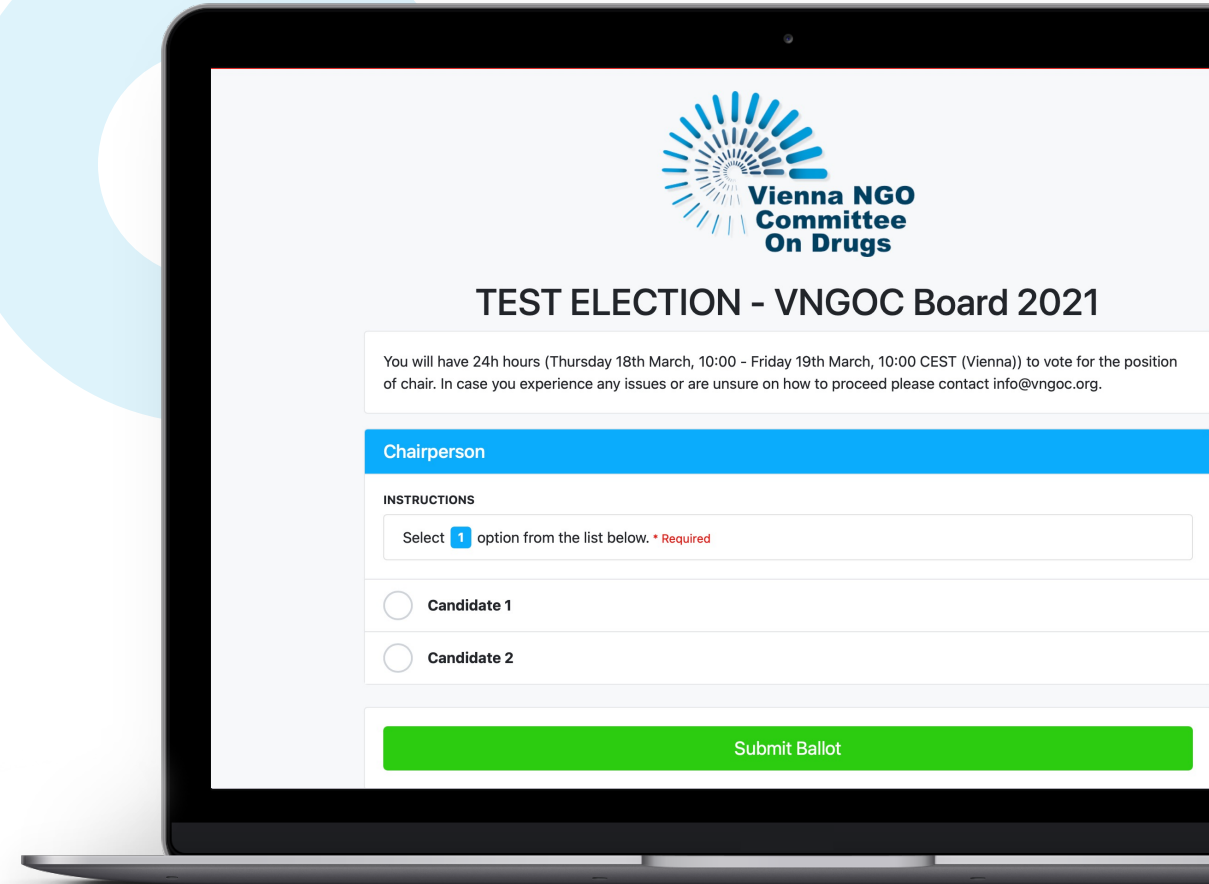 Vienna NGO
Committee
On Drugs
TEST ELECTION - VNGOC Board 2021
You will have 24h hours (Thursday 18th March, 10:00 - Friday 19th March, 10:00 CEST (Vienna)) to vote for the position
of chair. In case you experience any issues or are unsure on how to proceed please contact info@vngoc.org.
Chairperson
INSTRUCTIONS
Select 1 option from the list below. * Required
Candidate 1
Candidate 2
Submit Ballot